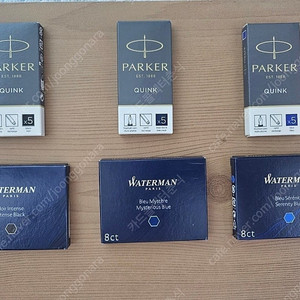 PARKER
EST. 1888
QUINK
x5
PARKER
EST. 1888
QUINK
x5
PARKER
EST. 1888
QUINK
x5
WATERMAN
PARIS
Intense Black
WATERMAN
PARIS
Bleu Mystère
Mysterious Blue
8ct
WATERMAN
PARIS
Bleu Sérénité
Serenity Blue
8ct